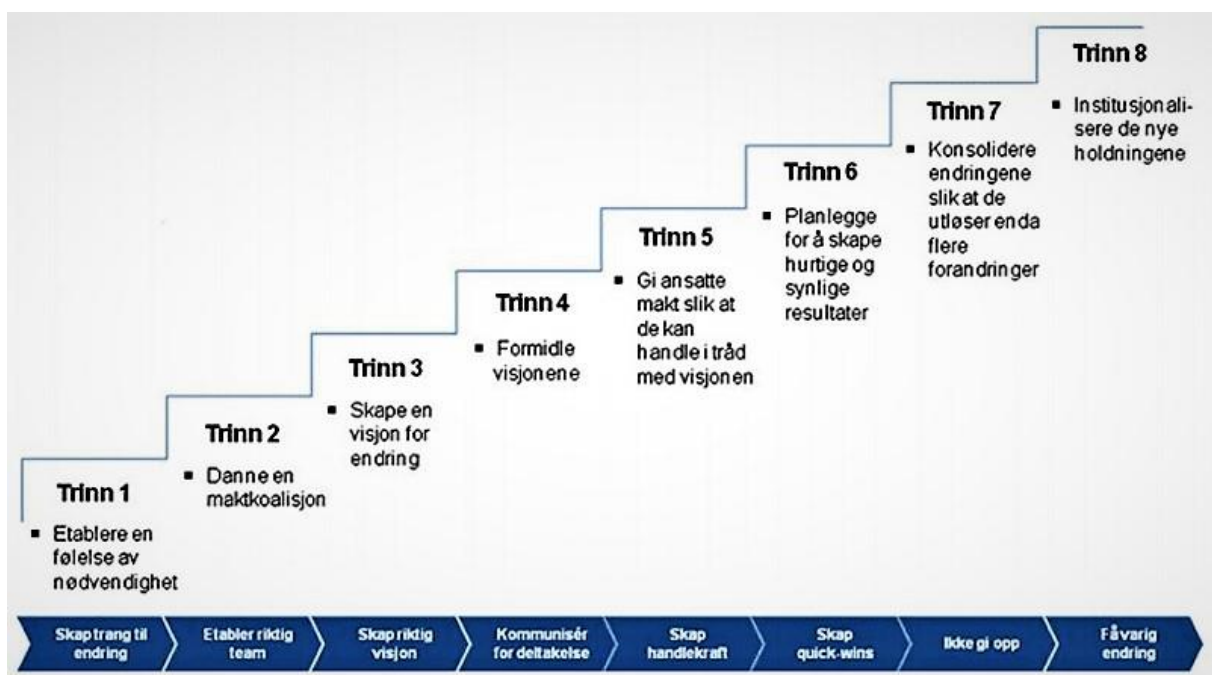 Trinn 1
▪ Etablere en
følelse av
nødvendighet
Trinn 2
▪ Danne en
maktkoalisjon
Trinn 3
▪ Skape en
visjon for
endring
Trinn 4
▪ Formidle
visjonene
Trinn 5
▪ Gi ansatte
makt slik at
de kan
handle i tråd
med visjonen
Trinn 6
▪ Planlegge
for å skape
hurtige og
synlige
resultater
Trinn 7
▪ Konsolidere
endringene
slik at de
utløser enda
flere
forandringer
Trinn 8
▪ Institusjonali-
sere de nye
holdningene
Skap trang til
endring
Etabler riktig
team
Skap riktig
visjon
Kommunisér
for deltakelse
Skap
handlekraft
Skap
quick-wins
Ikke gi opp
Få varig
endring